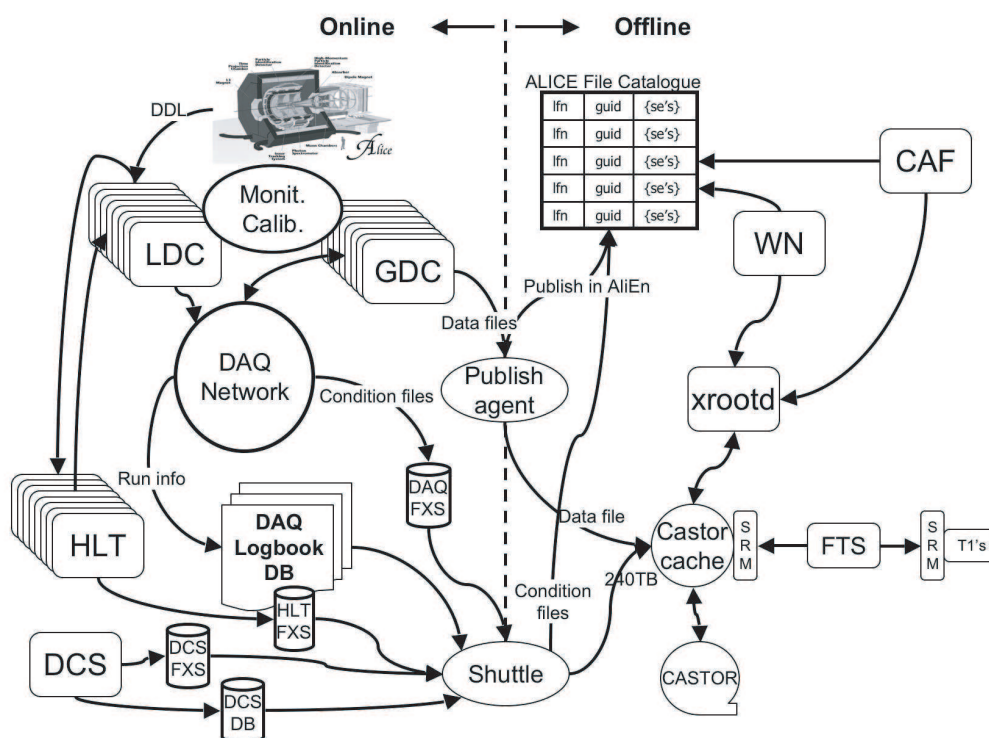 Online
Offline
ALICE File Catalogue
lfn guid {se's}
lfn guid {se's}
lfn guid {se's}
lfn guid {se's}
lfn guid {se's}
DDL
Alice
Monit.
Calib.
LDC
GDC
CAF
WN
Publish in AliEn
Data files
DAQ
Network
Publish
agent
xrootd
Condition files
Run info
DAQ
FXS
HLT
DAQ
Logbook
DB
HLT
FXS
Data file
Castor
cache
SRM
FTS
SRM
T1's
240TB
Condition
files
DCS
DCS
FXS
DCS
DB
Shuttle
CASTOR